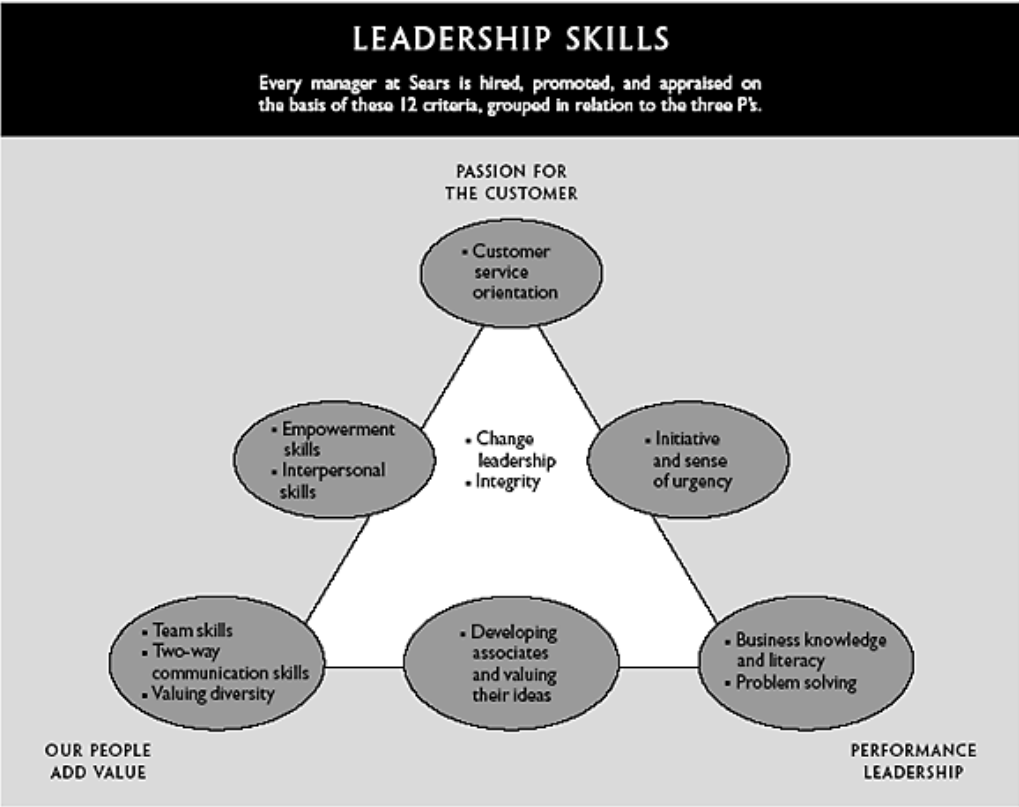 LEADERSHIP SKILLS
Every manager at Sears is hired, promoted, and appraised on
the basis of these 12 criteria, grouped in relation to the three P's.
PASSION FOR
THE CUSTOMER
▪ Customer
service
orientation
▪ Empowerment
skills
▪ Interpersonal
skills
▪ Change
leadership
▪ Integrity
▪ Initiative
and sense
of urgency
▪ Team skills
▪ Two-way
communication skills
▪ Valuing diversity
▪ Developing
associates
and valuing
their ideas
▪ Business knowledge
and literacy
▪ Problem solving
OUR PEOPLE
ADD VALUE
PERFORMANCE
LEADERSHIP